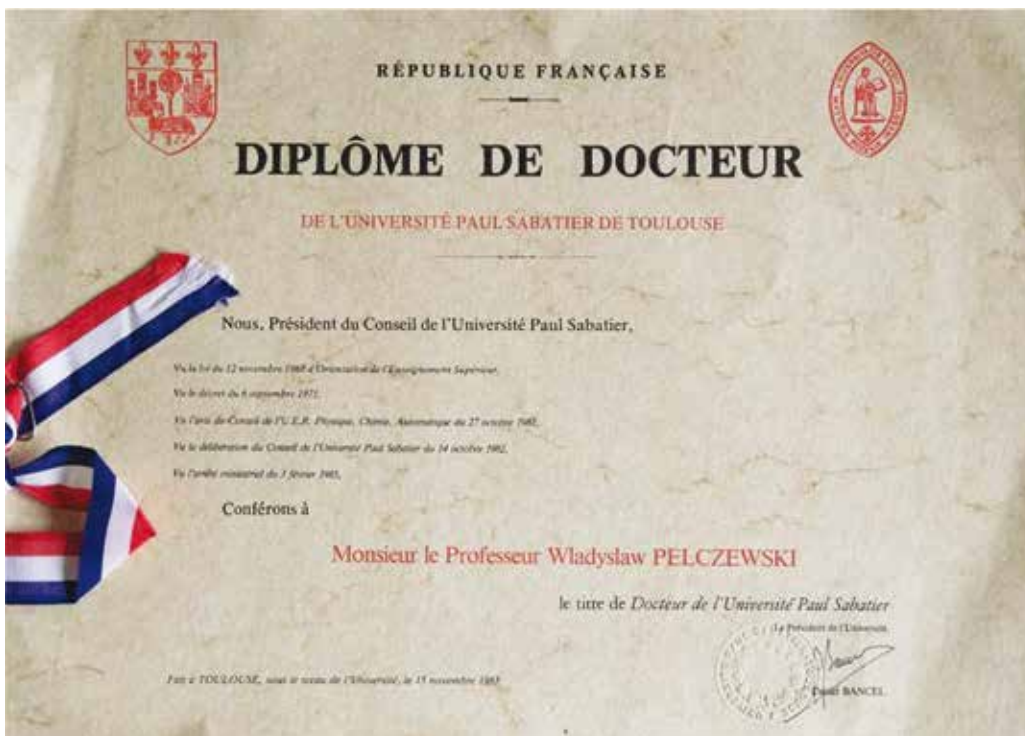 RÉPUBLIQUE FRANÇAISE
DIPLÔME DE DOCTEUR
DE L'UNIVERSITÉ PAUL SABATIER DE TOULOUSE
Nous, Président du Conseil de l'Université Paul Sabatier,
Vu la loi du 12 novembre 1968 d'Orientation de l'Enseignement Supérieur,
Vu le décret du 6 septembre 1971,
Vu l'avis du Conseil de l'U.E.R. Physique, Chimie, Automatique du 27 octobre
Vu la délibération du Conseil de l'Université Paul Sabatier du 14 octobre 1982,
Vu l'arrêté ministériel du 3 février
Conférons à
Monsieur le Professeur Wladyslaw PELCZEWSKI
le titre de Docteur de l'Université Paul Sabatier
Le Président de l'Université,
Fait à TOULOUSE, sous le sceau de l'Université, le 15 novembre
BANCEL